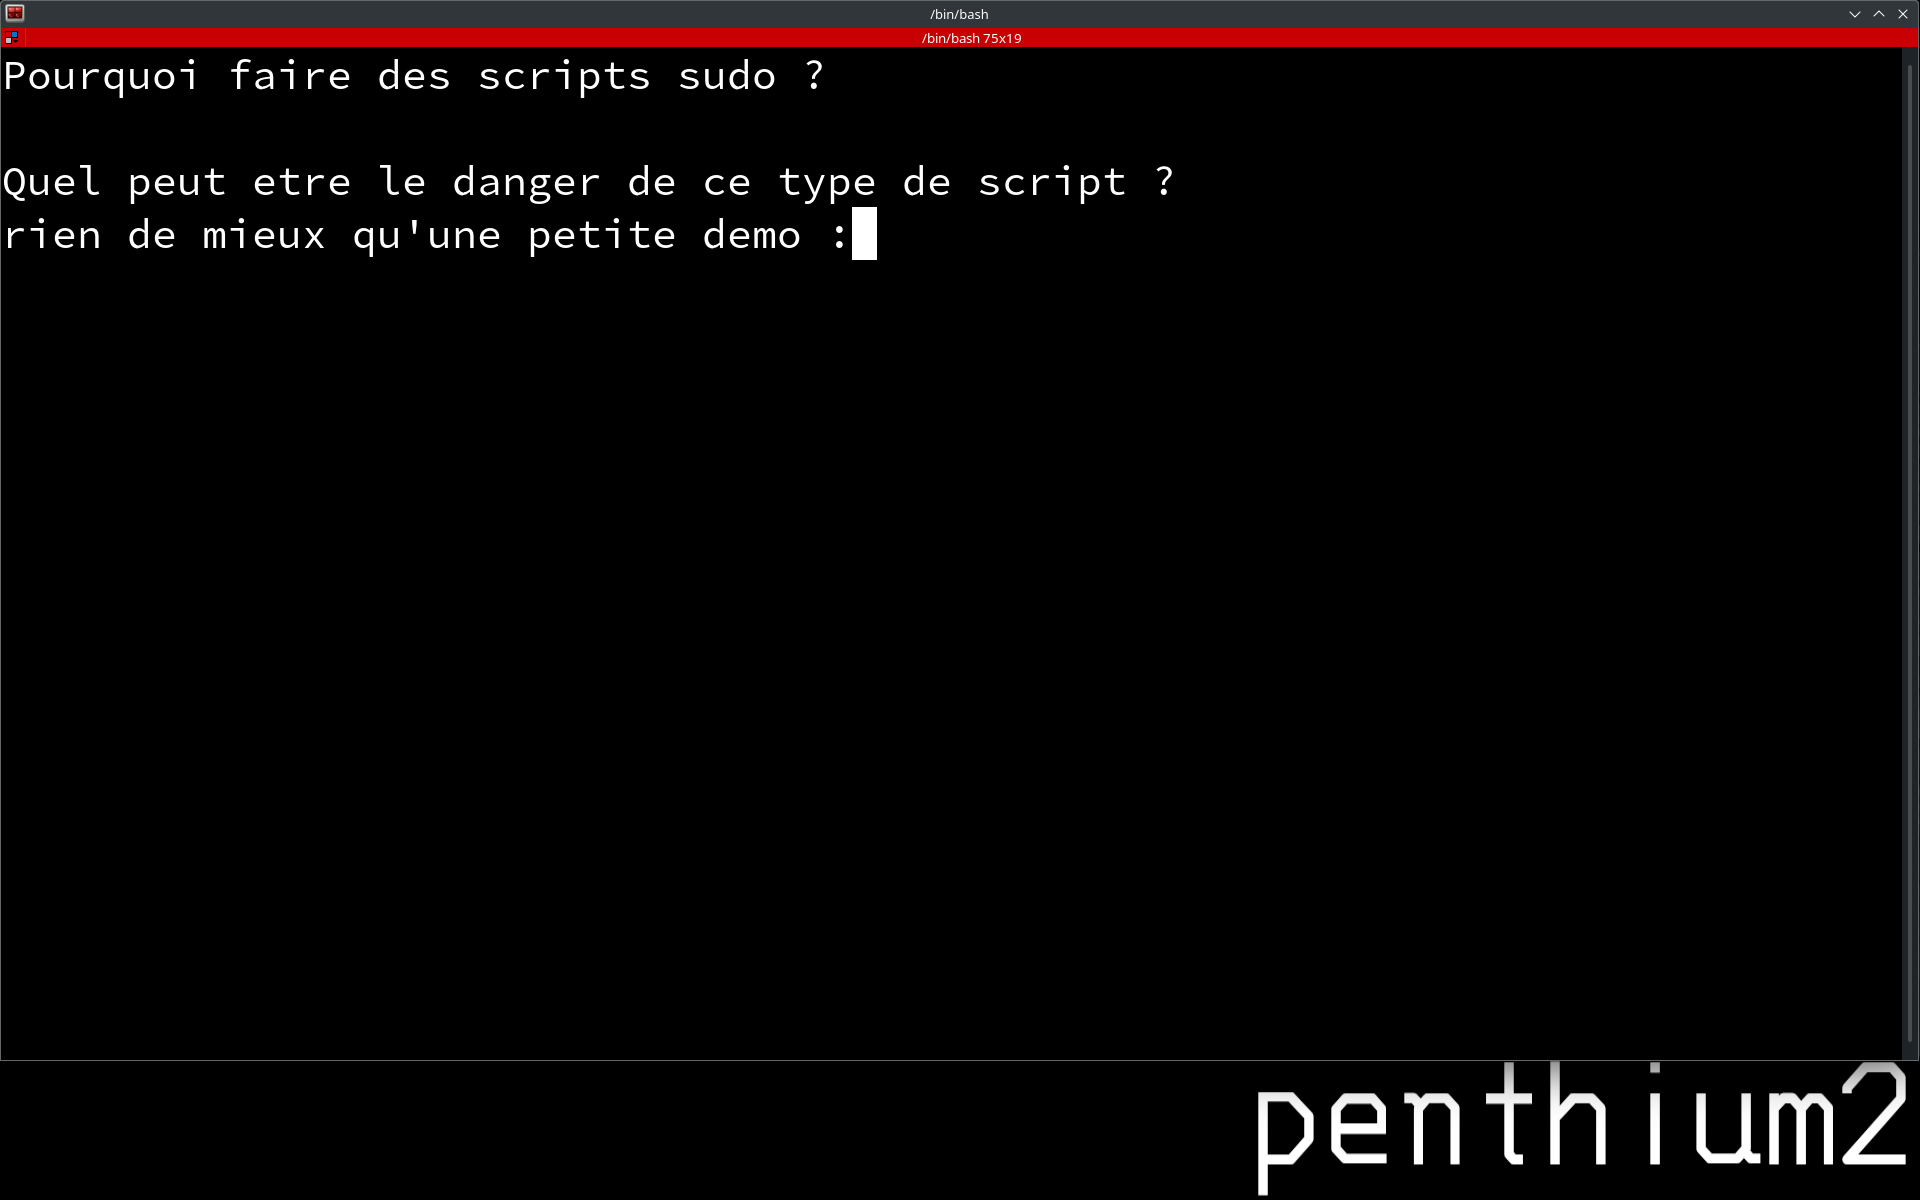 /bin/bash
/bin/bash 75x19
Pourquoi faire des scripts sudo ?
Quel peut etre le danger de ce type de script ?
rien de mieux qu'une petite demo :
penthium2